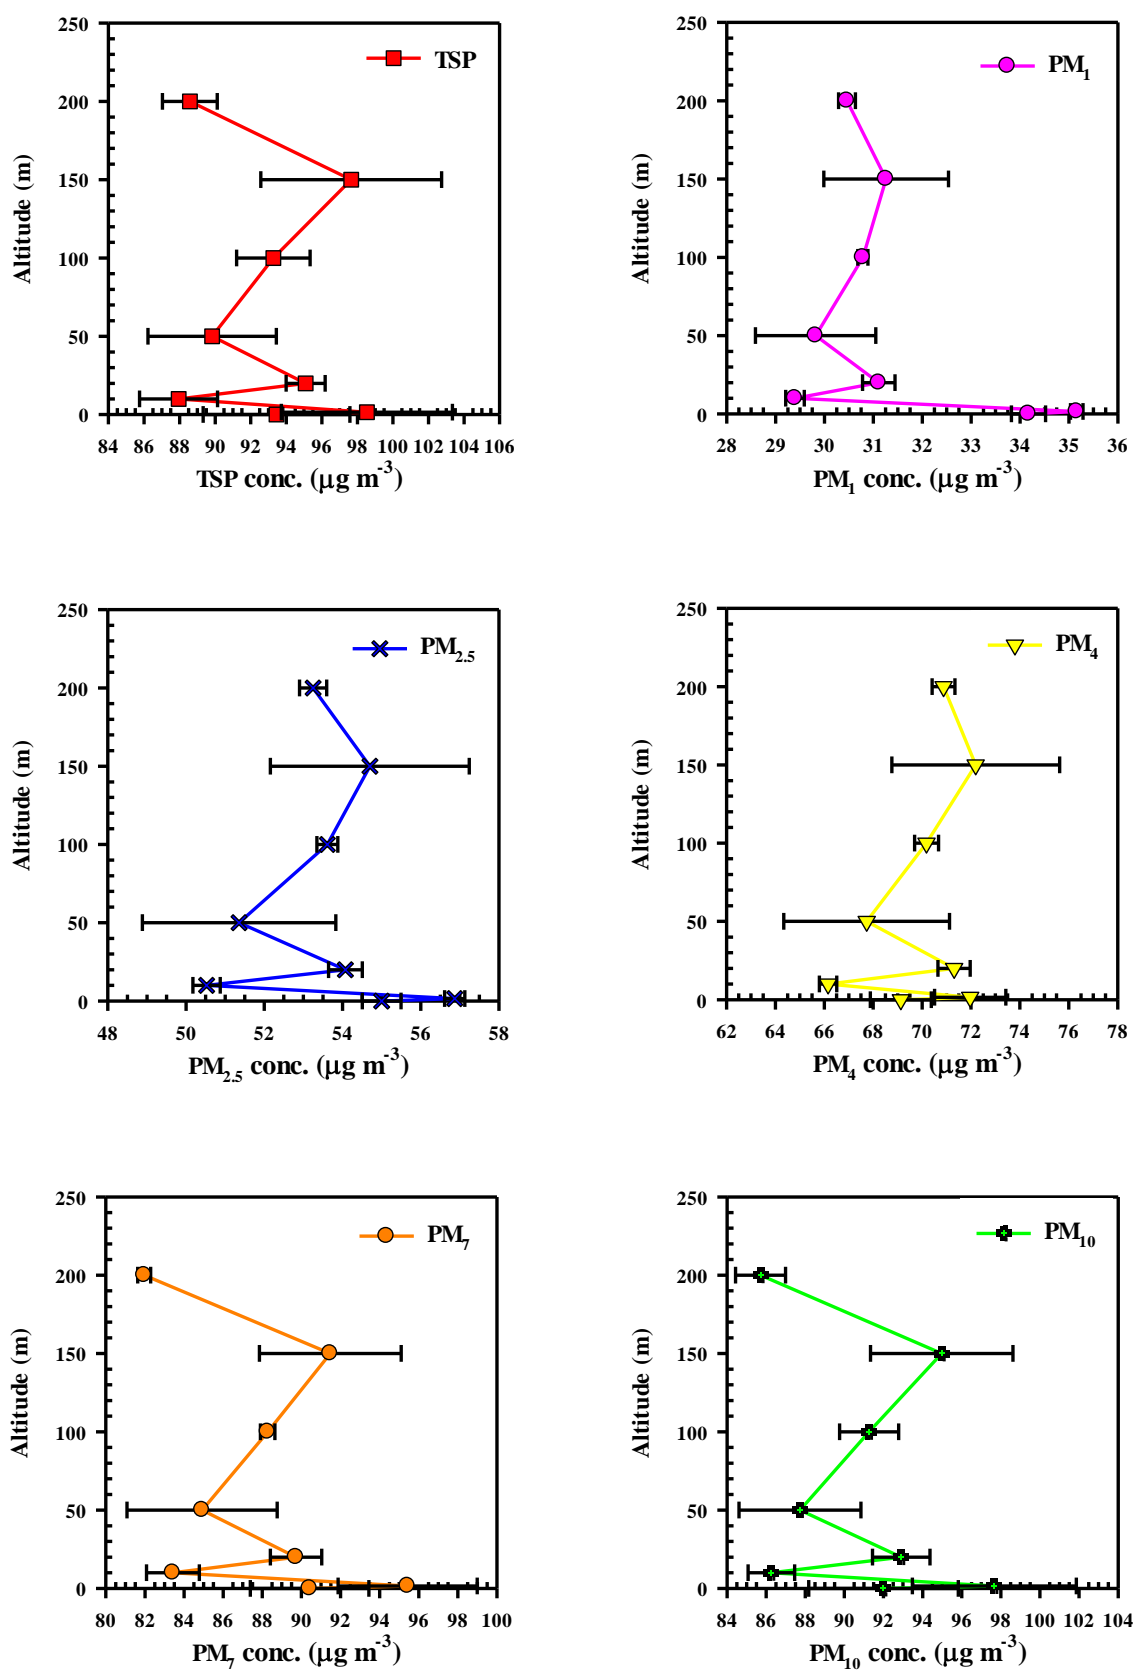 250
200
150
100
50
0
Altitude (m)
TSP
84 86 90 94 96 100 104 106
TSP conc. (μg m-3)
250
200
150
100
50
0
Altitude (m)
PM1
28 29 30 31 32 33 34 35 36
PM1 conc. (μg m-3)
250
200
150
100
50
0
Altitude (m)
PM2.5
48 50 52 54 56 58
PM2.5 conc. (μg m-3)
250
200
150
100
50
0
Altitude (m)
PM4
62 64 66 68 70 72 74 76 78
PM4 conc. (μg m-3)
250
200
150
100
50
0
Altitude (m)
PM7
80 82 84 86 88 90 92 94 96 98 100
PM7 conc. (μg m-3)
250
200
150
100
50
0
Altitude (m)
PM10
84 86 90 92 94 96 100 102 104
PM10 conc. (μg m-3)